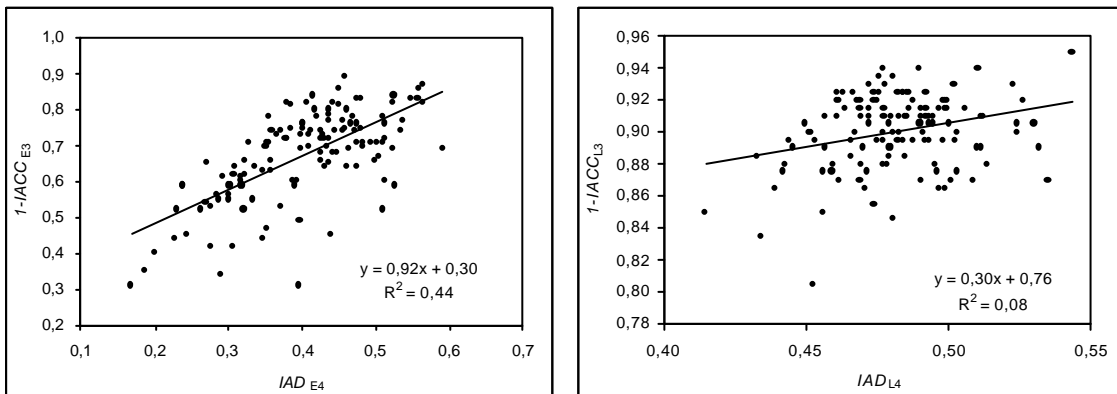 1,0
0,9
0,8
0,7
0,6
0,5
0,4
0,3
0,2
0,1 0,2 0,3 0,4 0,5 0,6 0,7
1-IACC E3
IAD E4
y = 0,92x + 0,30
R2 = 0,44
0,96
0,94
0,92
0,90
0,88
0,86
0,84
0,82
0,80
0,78
0,40 0,45 0,50 0,55
1-IACC L3
IAD L4
y = 0,30x + 0,76
R2 = 0,08